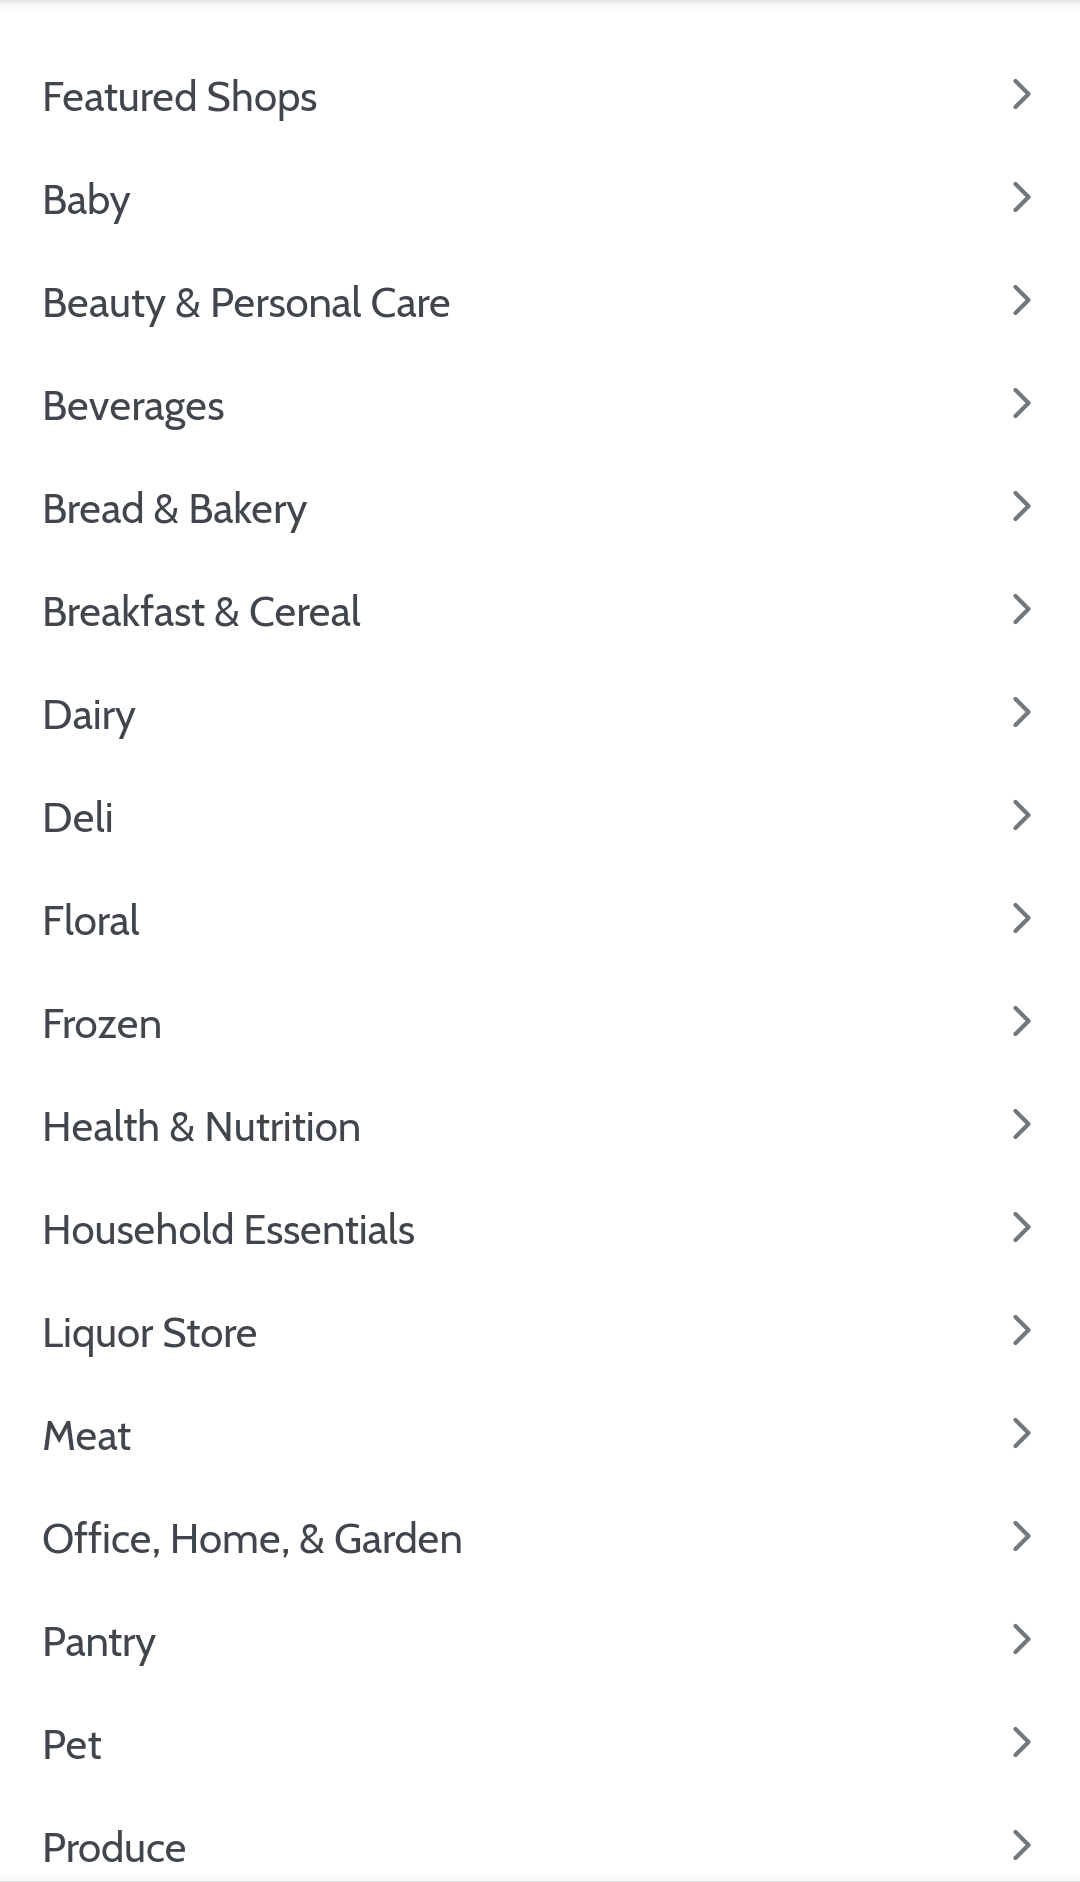 Featured Shops
Baby
Beauty & Personal Care
Beverages
Bread & Bakery
Breakfast & Cereal
Dairy
Deli
Floral
Frozen
Health & Nutrition
Household Essentials
Liquor Store
Meat
Office, Home, & Garden
Pantry
Pet
Produce